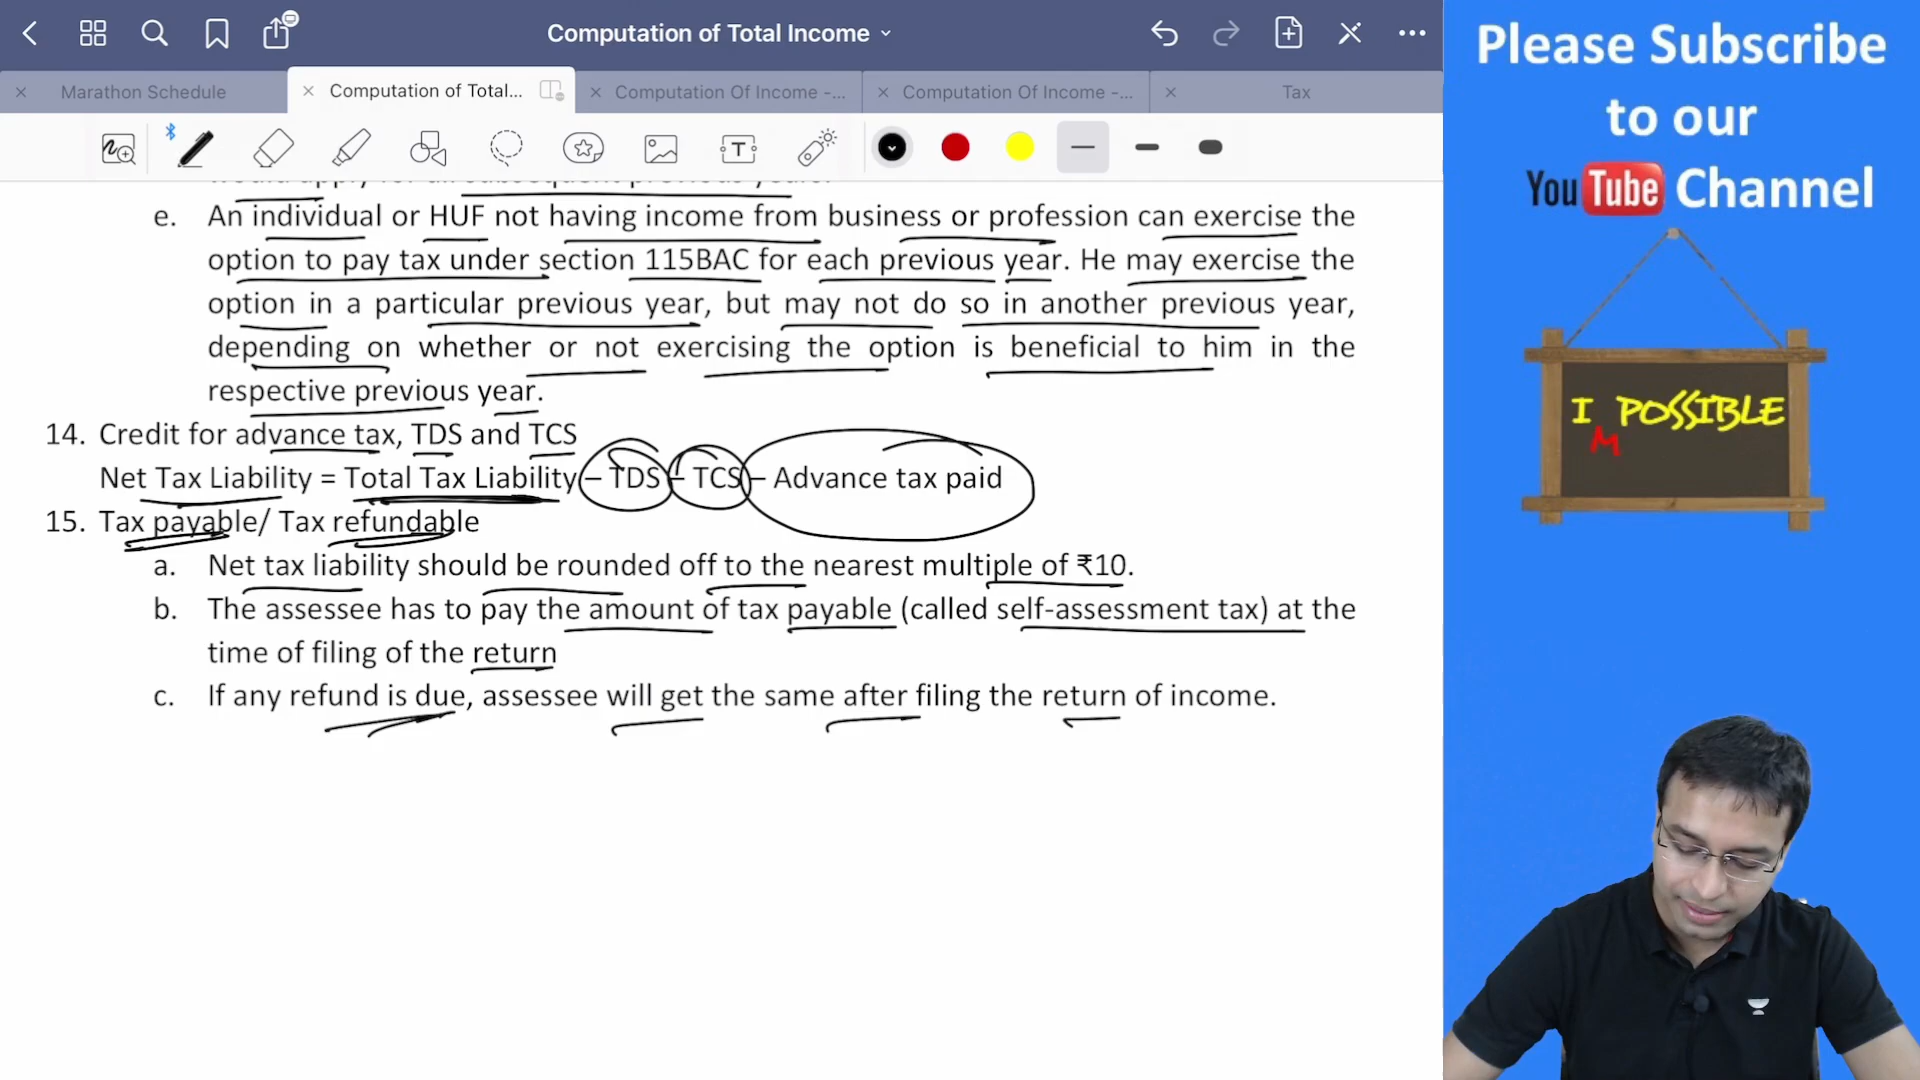 Computation of Total Income
Marathon Schedule
Computation of Total...
Computation Of Income -...
Computation Of Income -...
Tax
would apply for all subsequent previous years.
e. An individual or HUF not having income from business or profession can exercise the
option to pay tax under section 115BAC for each previous year. He may exercise the
option in a particular previous year, but may not do so in another previous year,
depending on whether or not exercising the option is beneficial to him in the
respective previous year.
14. Credit for advance tax, TDS and TCS
Net Tax Liability = Total Tax Liability – TDS – TCS – Advance tax paid
15. Tax payable/ Tax refundable
a. Net tax liability should be rounded off to the nearest multiple of ₹10.
b. The assessee has to pay the amount of tax payable (called self-assessment tax) at the
time of filing of the return
c. If any refund is due, assessee will get the same after filing the return of income.
Please Subscribe
to our
YouTube Channel
I POSSIBLE
M